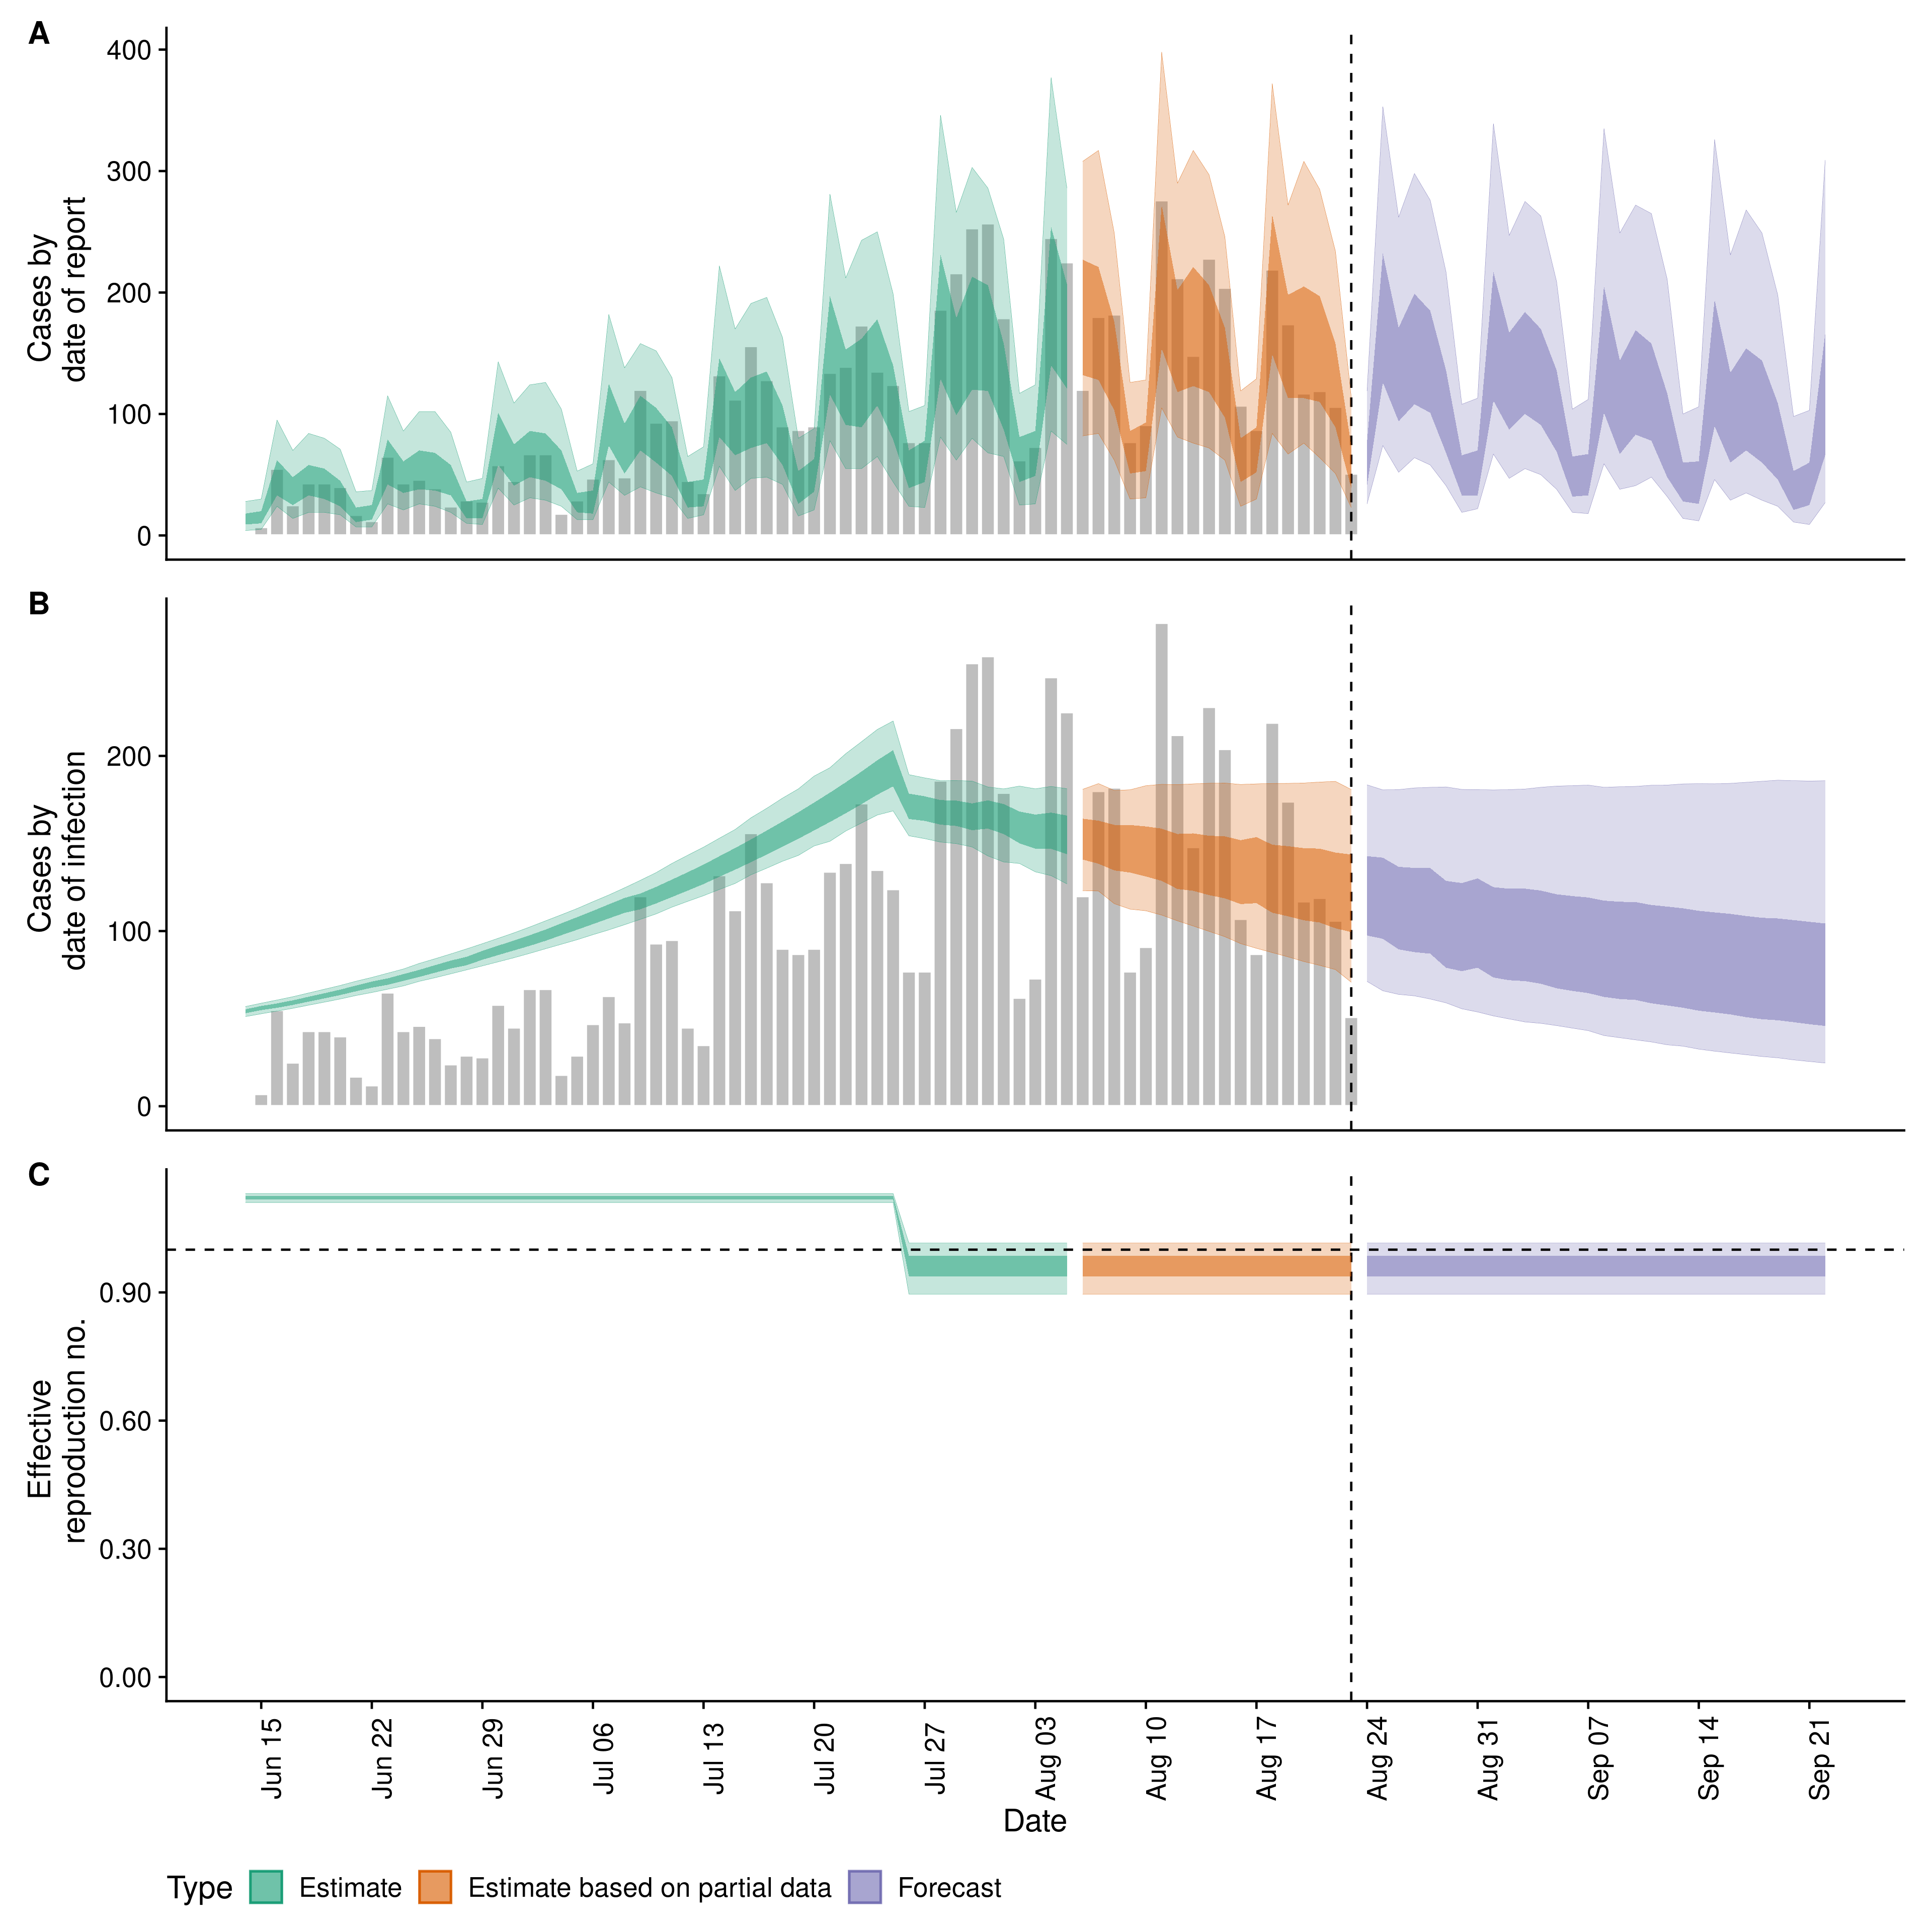 A
400
300
200
100
0
Cases by
date of report
B
200
100
0
Cases by
date of infection
C
0.90
0.60
0.30
0.00
Effective
reproduction no.
Jun 15
Jun 22
Jun 29
Jul 06
Jul 13
Jul 20
Jul 27
Aug 03
Aug 10
Aug 17
Aug 24
Aug 31
Sep 07
Sep 14
Sep 21
Date
Type Estimate Estimate based on partial data Forecast